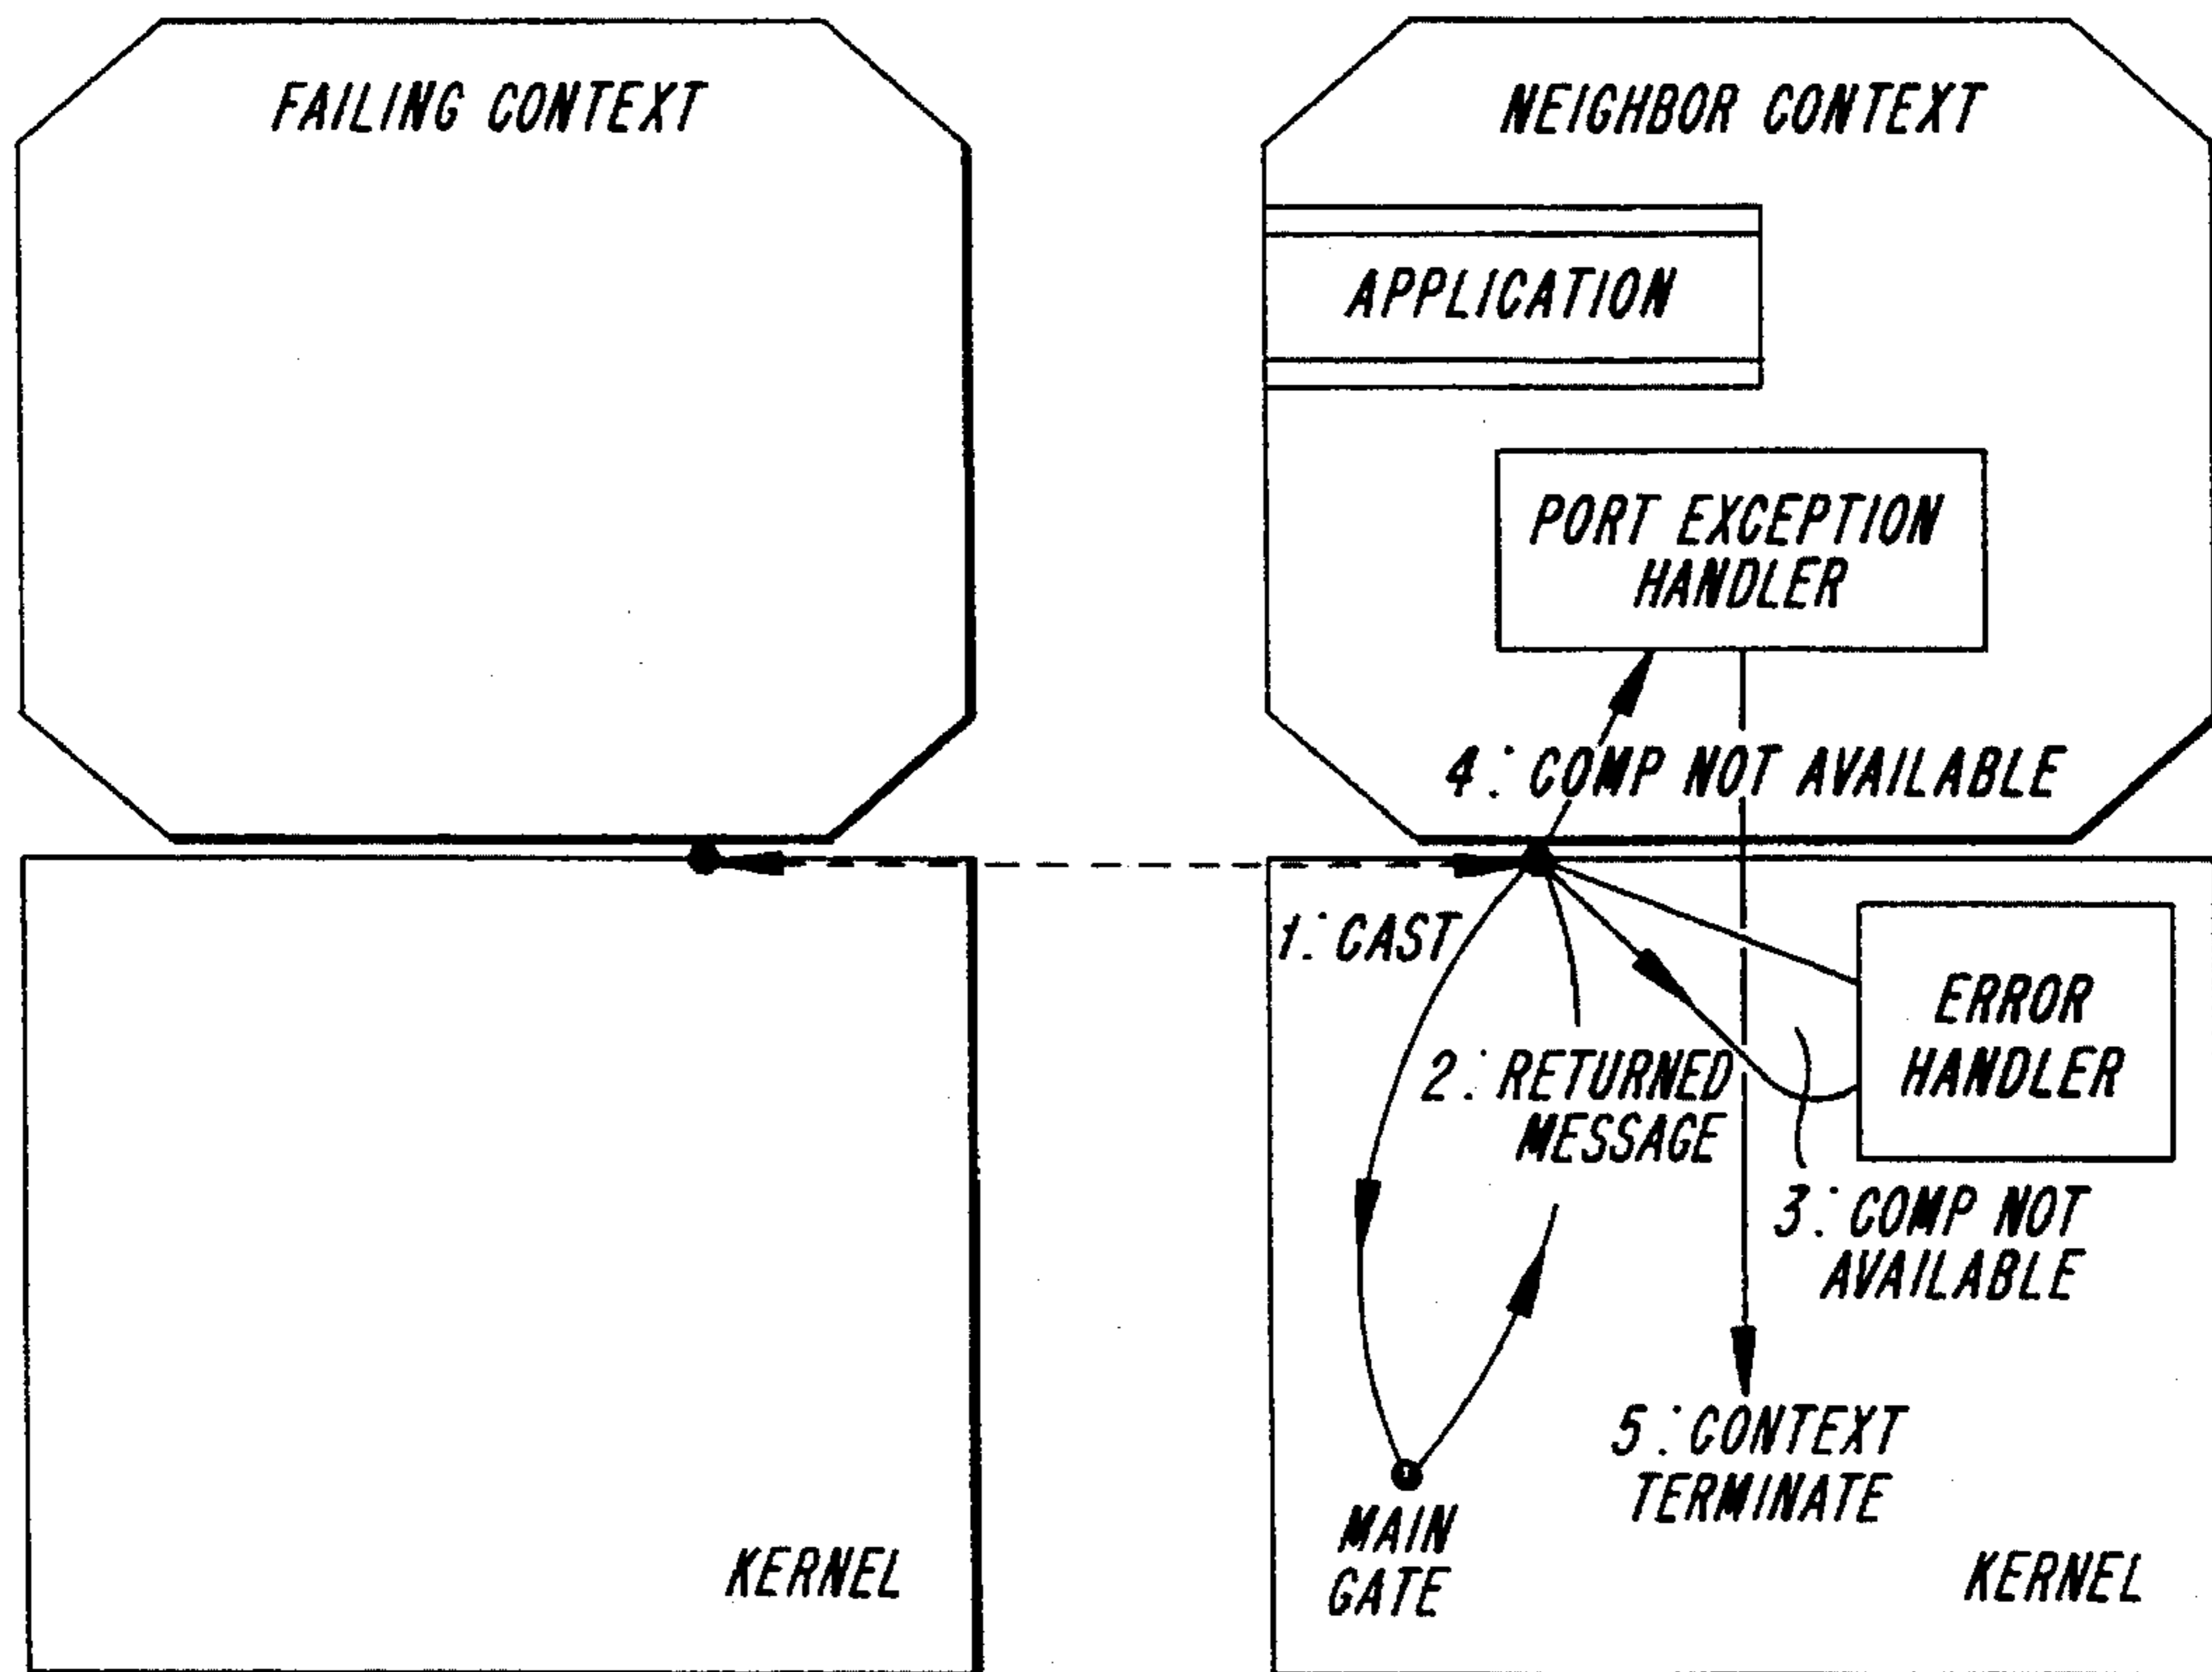 FAILING CONTEXT
NEIGHBOR CONTEXT
APPLICATION
PORT EXCEPTION
HANDLER
4: COMP NOT AVAILABLE
1: CAST
ERROR
HANDLER
2: RETURNED
MESSAGE
3: COMP NOT
AVAILABLE
5: CONTEXT
TERMINATE
MAIN
GATE
KERNEL
KERNEL